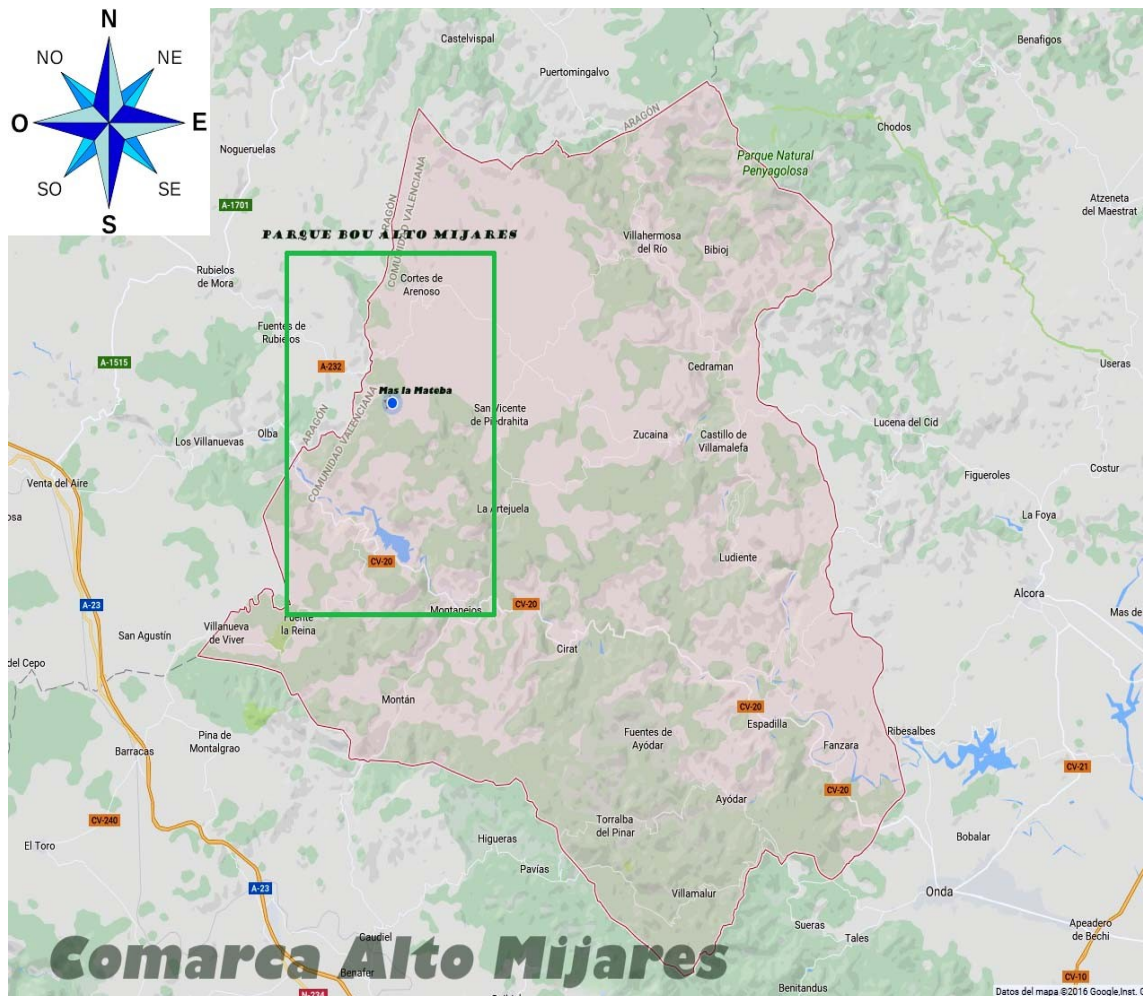 N
NO
NE
O
E
SO
SE
S
Castelvispal
Benafigos
Puertomingalvo
ARAGÓN
Chodos
Nogueruelas
Parque Natural
Penyagolosa
ARAGÓN
COMUNIDAD VALENCIANA
A-1701
Atzeneta
del Maestrat
PARQUE BOU ALTO MIJARES
Villahermosa
del Río
Bibioj
Rubielos
de Mora
Cortes de
Arenoso
Fuentes de
Rubielos
A-1515
A-232
Cedraman
Useras
Mas la Mateba
San Vicente
de Piedrahita
ARAGÓN
COMUNIDAD VALENCIANA
Los Villanuevas
Olba
Zucaina
Castillo de
Villamalefa
Lucena del Cid
Costur
Figueroles
Venta del Aire
osa
La Artejuela
La Foya
CV-20
Ludiente
A-23
Montanejos
CV-20
Alcora
Mas de
San Agustín
Villanueva
de Viver
Fuente
la Reina
Cirat
del Cepo
Montán
CV-20
Espadilla
Pina de
Montalgrao
Fuentes de
Ayódar
Ribesalbes
Barracas
Fanzara
CV-21
CV-20
Ayódar
CV-240
Torralba
del Pinar
El Toro
Higueras
Bobalar
Pavías
A-23
Villamalur
Onda
Sueras
Tales
Apeadero
de Bechi
Caudiel
Comarca Alto Mijares
Benafer
Benitandus
CV-10
N-234
Datos del mapa ©2016 Google,Inst. G